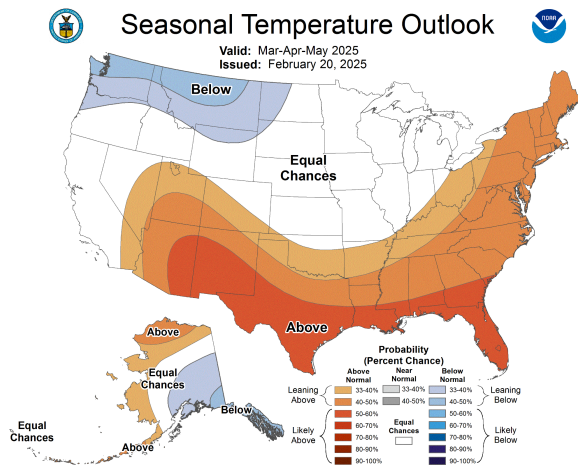 Seasonal Temperature Outlook
Valid: Mar-Apr-May 2025
Issued: February 20, 2025
NOAA
Below
Equal
Chances
Above
Above
Equal
Chances
Below
Equal
Chances
Above
Probability
(Percent Chance)
Above
Normal
Near
Normal
Below
Normal
Leaning
Above
33-40%
40-50%
33-40%
40-50%
33-40%
40-50%
Leaning
Below
Likely
Above
50-60%
60-70%
70-80%
80-90%
90-100%
Equal
Chances
50-60%
60-70%
70-80%
80-90%
90-100%
Likely
Below